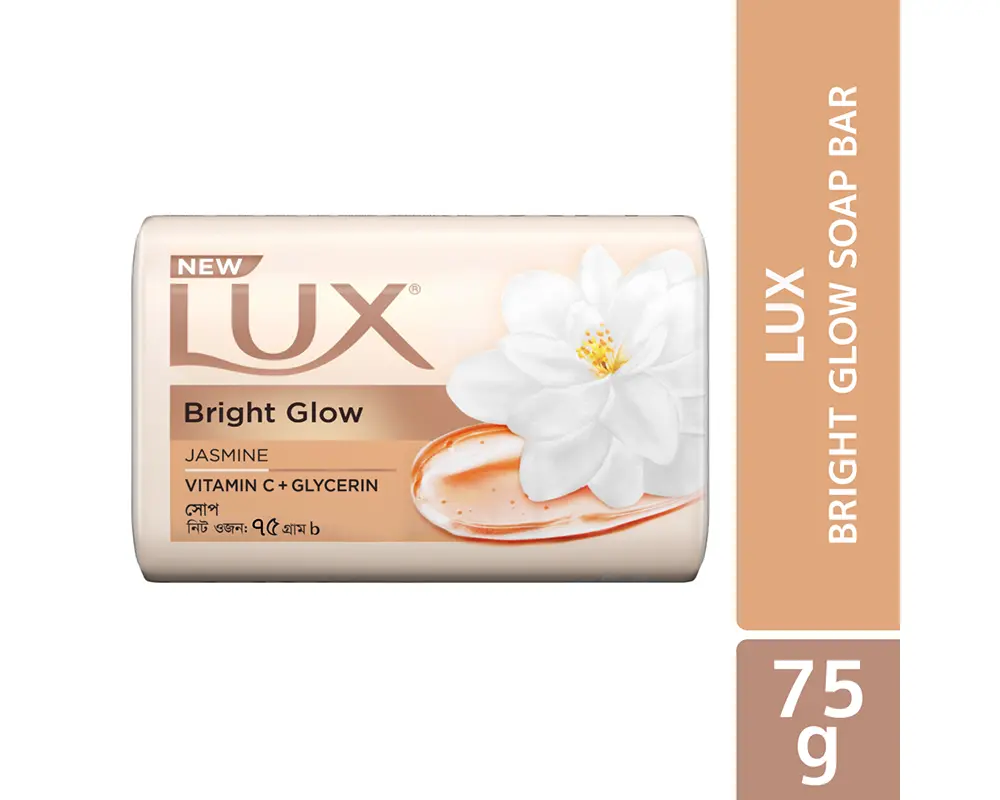 NEW
LUX®
Bright Glow
JASMINE
VITAMIN C + GLYCERIN
সোপ
নিট ওজন: ৭৫ গ্রাম b
LUX
BRIGHT GLOW SOAP BAR
75
g